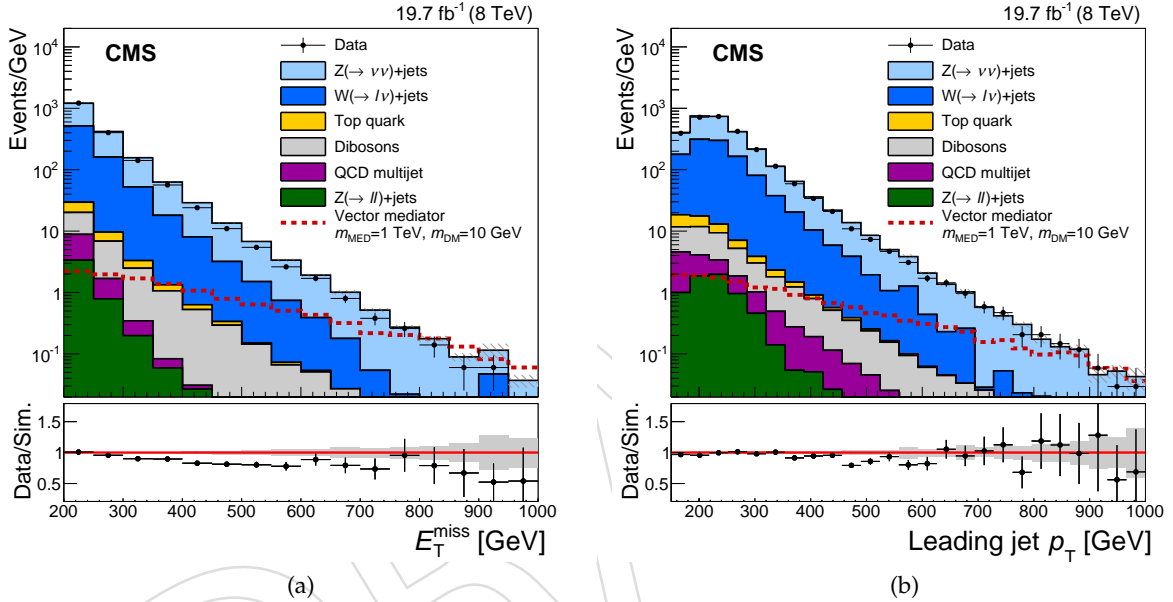 19.7 fb⁻¹ (8 TeV)
CMS
Events/GeV
10⁴
10³
10²
10
1
10⁻¹
Data
Z(→ νν)+jets
W(→ lν)+jets
Top quark
Dibosons
QCD multijet
Z(→ ll)+jets
Vector mediator
m_MED=1 TeV, m_DM=10 GeV
Data/Sim.
1.5
1
0.5
200 300 400 500 600 700 800 900 1000
E_T^miss [GeV]
(a)
19.7 fb⁻¹ (8 TeV)
CMS
Events/GeV
10⁴
10³
10²
10
1
10⁻¹
Data
Z(→ νν)+jets
W(→ lν)+jets
Top quark
Dibosons
QCD multijet
Z(→ ll)+jets
Vector mediator
m_MED=1 TeV, m_DM=10 GeV
Data/Sim.
1.5
1
0.5
200 300 400 500 600 700 800 900 1000
Leading jet p_T [GeV]
(b)